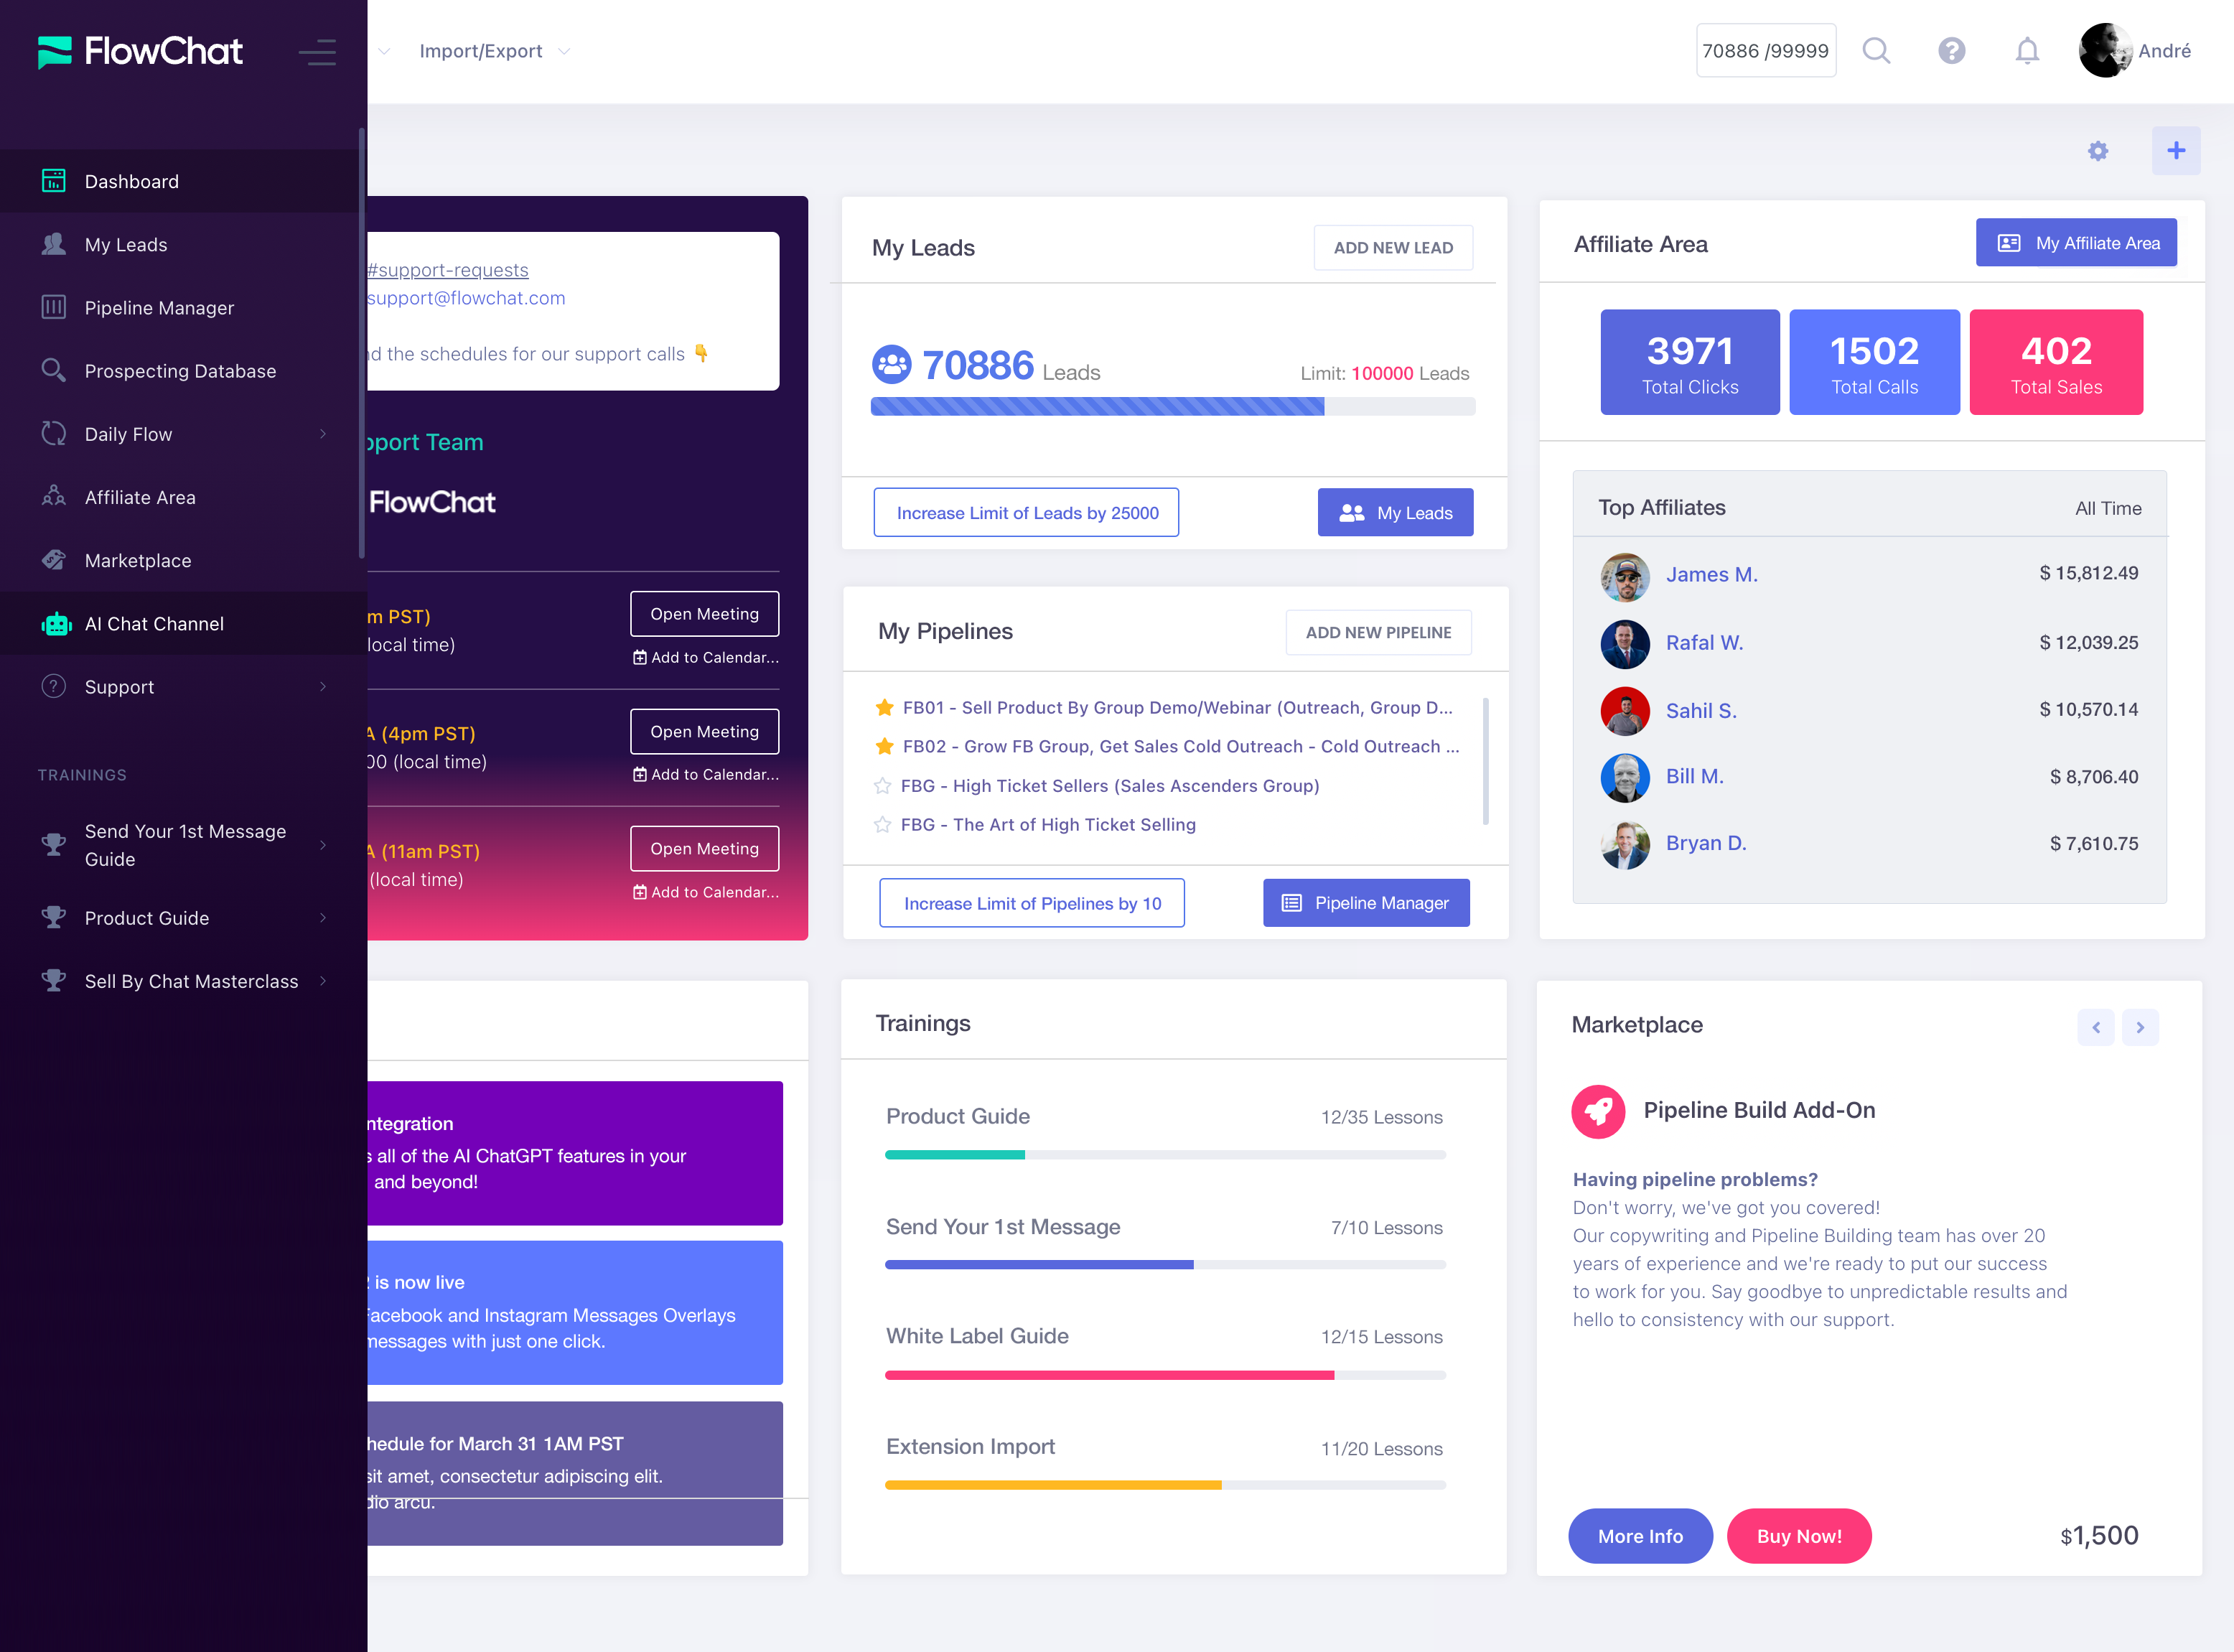 FlowChat
Import/Export
70886 /99999
André
Dashboard
My Leads
Pipeline Manager
Prospecting Database
Daily Flow
Affiliate Area
Marketplace
AI Chat Channel
Support
TRAININGS
Send Your 1st Message
Guide
Product Guide
Sell By Chat Masterclass
#support-requests
support@flowchat.com
the schedules for our support calls 👇
Team
FlowChat
PST)
local time)
Open Meeting
Add to Calendar...
(4pm PST)
00 (local time)
Open Meeting
Add to Calendar...
(11am PST)
(local time)
Open Meeting
Add to Calendar...
all of the AI ChatGPT features in your
and beyond!
is now live
Facebook and Instagram Messages Overlays
messages with just one click.
for March 31 1AM PST
sit amet, consectetur adipiscing elit.
arcu.
My Leads
ADD NEW LEAD
70886 Leads
Limit: 100000 Leads
Increase Limit of Leads by 25000
My Leads
My Pipelines
ADD NEW PIPELINE
FB01 - Sell Product By Group Demo/Webinar (Outreach, Group D...
FB02 - Grow FB Group, Get Sales Cold Outreach - Cold Outreach ...
FBG - High Ticket Sellers (Sales Ascenders Group)
FBG - The Art of High Ticket Selling
Increase Limit of Pipelines by 10
Pipeline Manager
Trainings
Product Guide
12/35 Lessons
Send Your 1st Message
7/10 Lessons
White Label Guide
12/15 Lessons
Extension Import
11/20 Lessons
Affiliate Area
My Affiliate Area
3971
Total Clicks
1502
Total Calls
402
Total Sales
Top Affiliates
All Time
James M.
$ 15,812.49
Rafal W.
$ 12,039.25
Sahil S.
$ 10,570.14
Bill M.
$ 8,706.40
Bryan D.
$ 7,610.75
Marketplace
Pipeline Build Add-On
Having pipeline problems?
Don't worry, we've got you covered!
Our copywriting and Pipeline Building team has over 20
years of experience and we're ready to put our success
to work for you. Say goodbye to unpredictable results and
hello to consistency with our support.
More Info
Buy Now!
$1,500